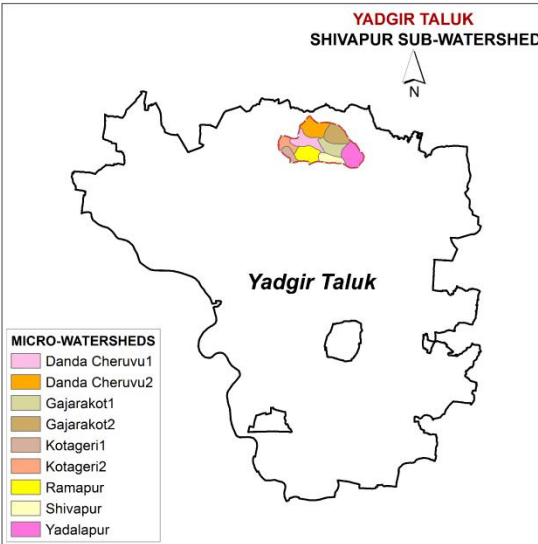 YADGIR TALUK
SHIVAPUR SUB-WATERSHED
N
Yadgir Taluk
MICRO-WATERSHEDS
Danda Cheruvu1
Danda Cheruvu2
Gajarakot1
Gajarakot2
Kotageri1
Kotageri2
Ramapur
Shivapur
Yadalapur